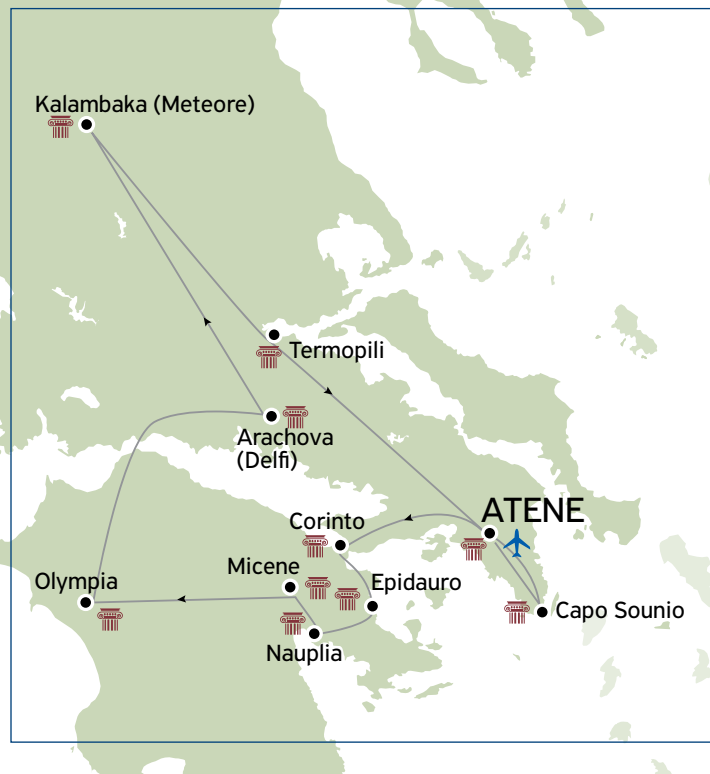 Kalambaka (Meteore)
Termopili
Arachova
(Delfi)
ATENE
Corinto
Micene
Epidauro
Olympia
Capo Sounio
Nauplia